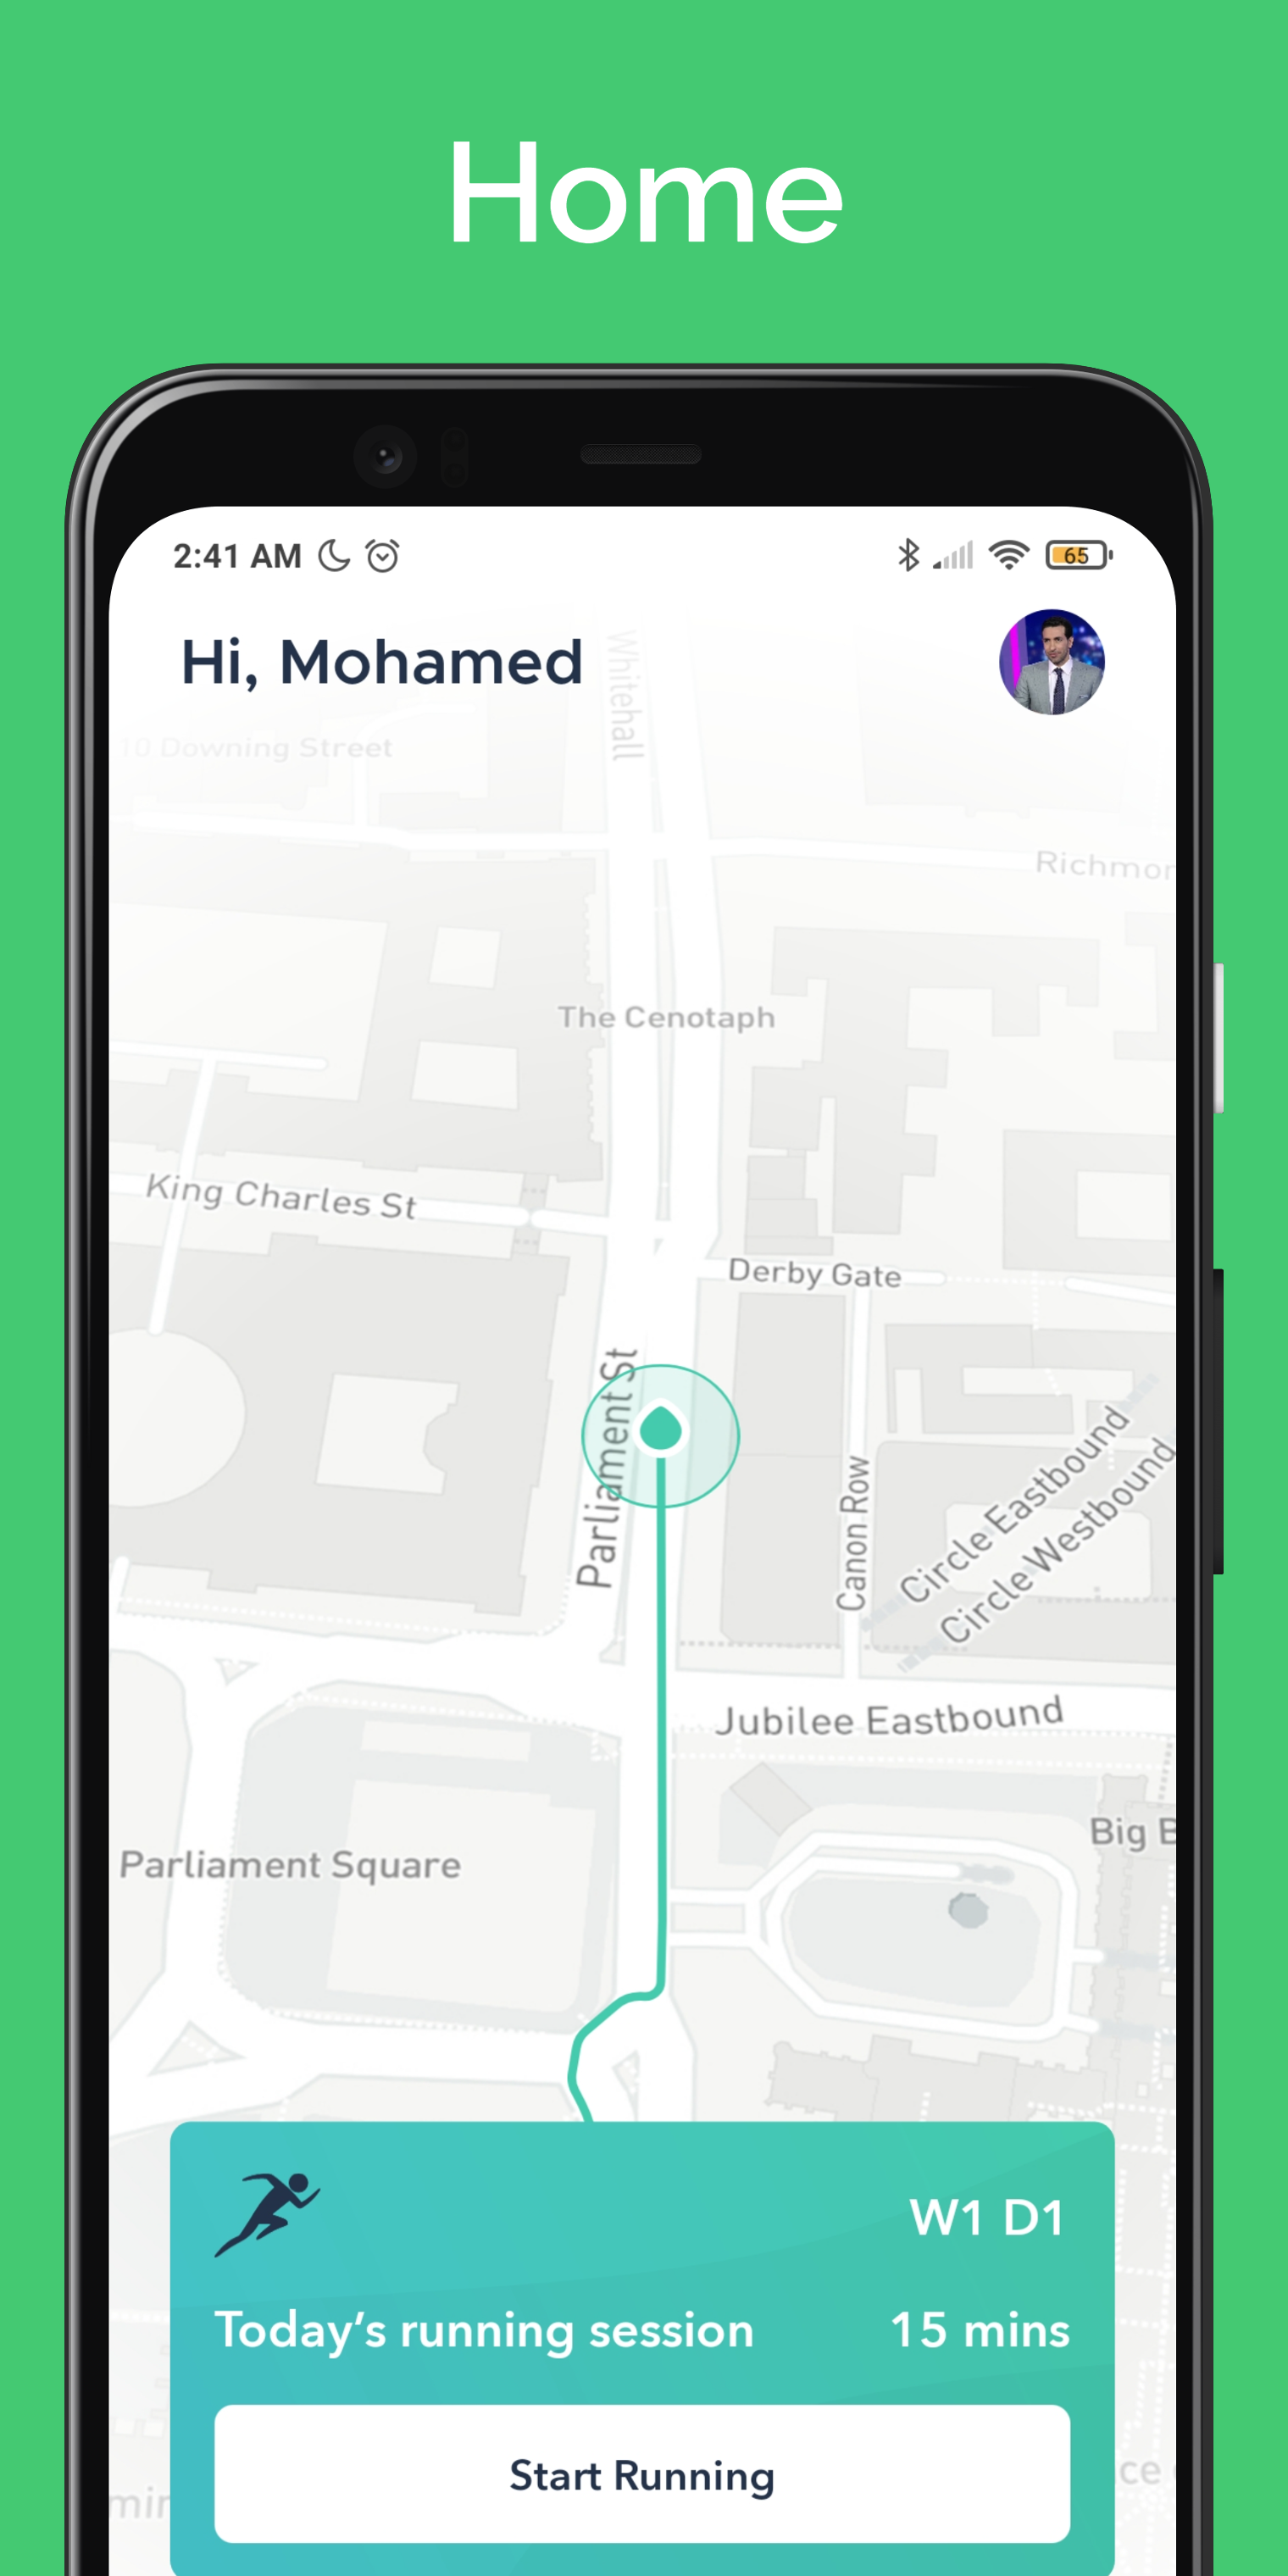 Home
2:41 AM
65
Hi, Mohamed
Whitehall
10 Downing Street
Richmor
The Cenotaph
King Charles St
Derby Gate
Parliament St
Canon Row
Circle Eastbound
Circle Westbound
Jubilee Eastbound
Big B
Parliament Square
W1 D1
Today's running session
15 mins
Start Running
ce